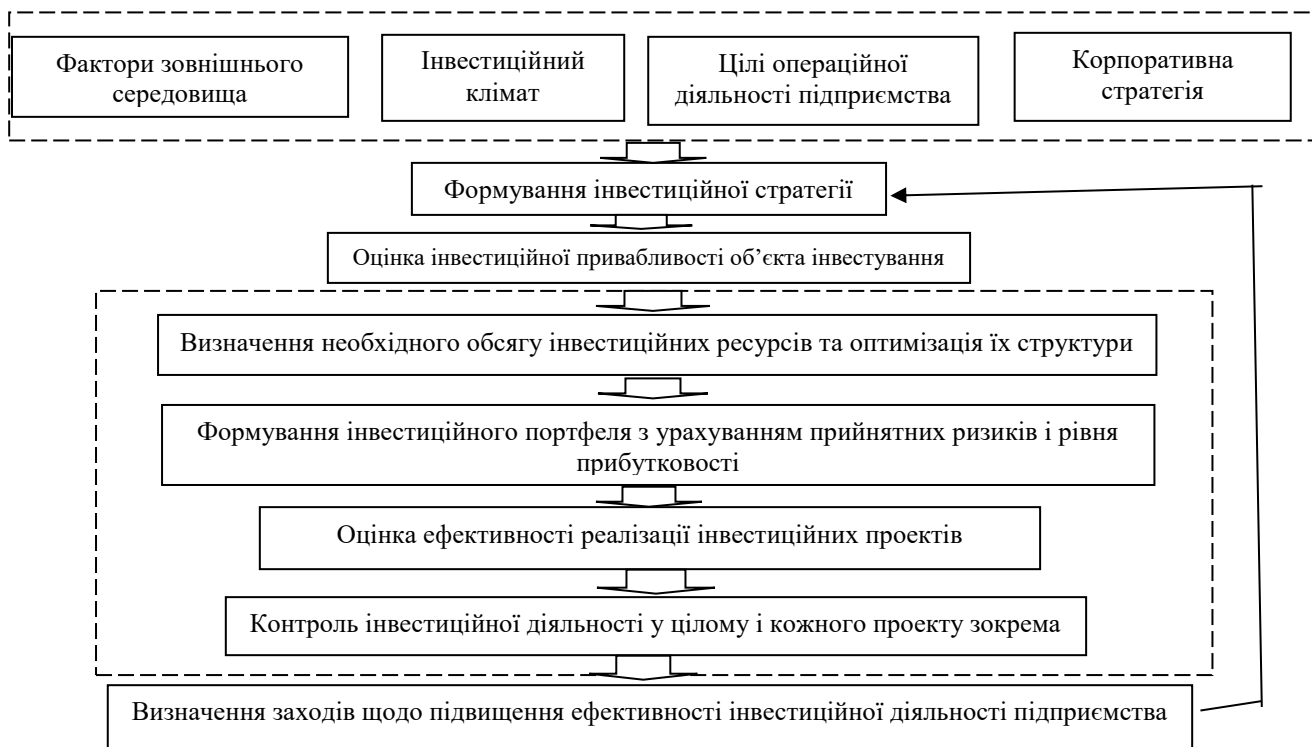 Фактори зовнішнього
середовища
Інвестиційний
клімат
Цілі операційної
діяльності підприємства
Корпоративна
стратегія
Формування інвестиційної стратегії
Оцінка інвестиційної привабливості об’єкта інвестування
Визначення необхідного обсягу інвестиційних ресурсів та оптимізація їх структури
Формування інвестиційного портфеля з урахуванням прийнятних ризиків і рівня
прибутковості
Оцінка ефективності реалізації інвестиційних проектів
Контроль інвестиційної діяльності у цілому і кожного проекту зокрема
Визначення заходів щодо підвищення ефективності інвестиційної діяльності підприємства